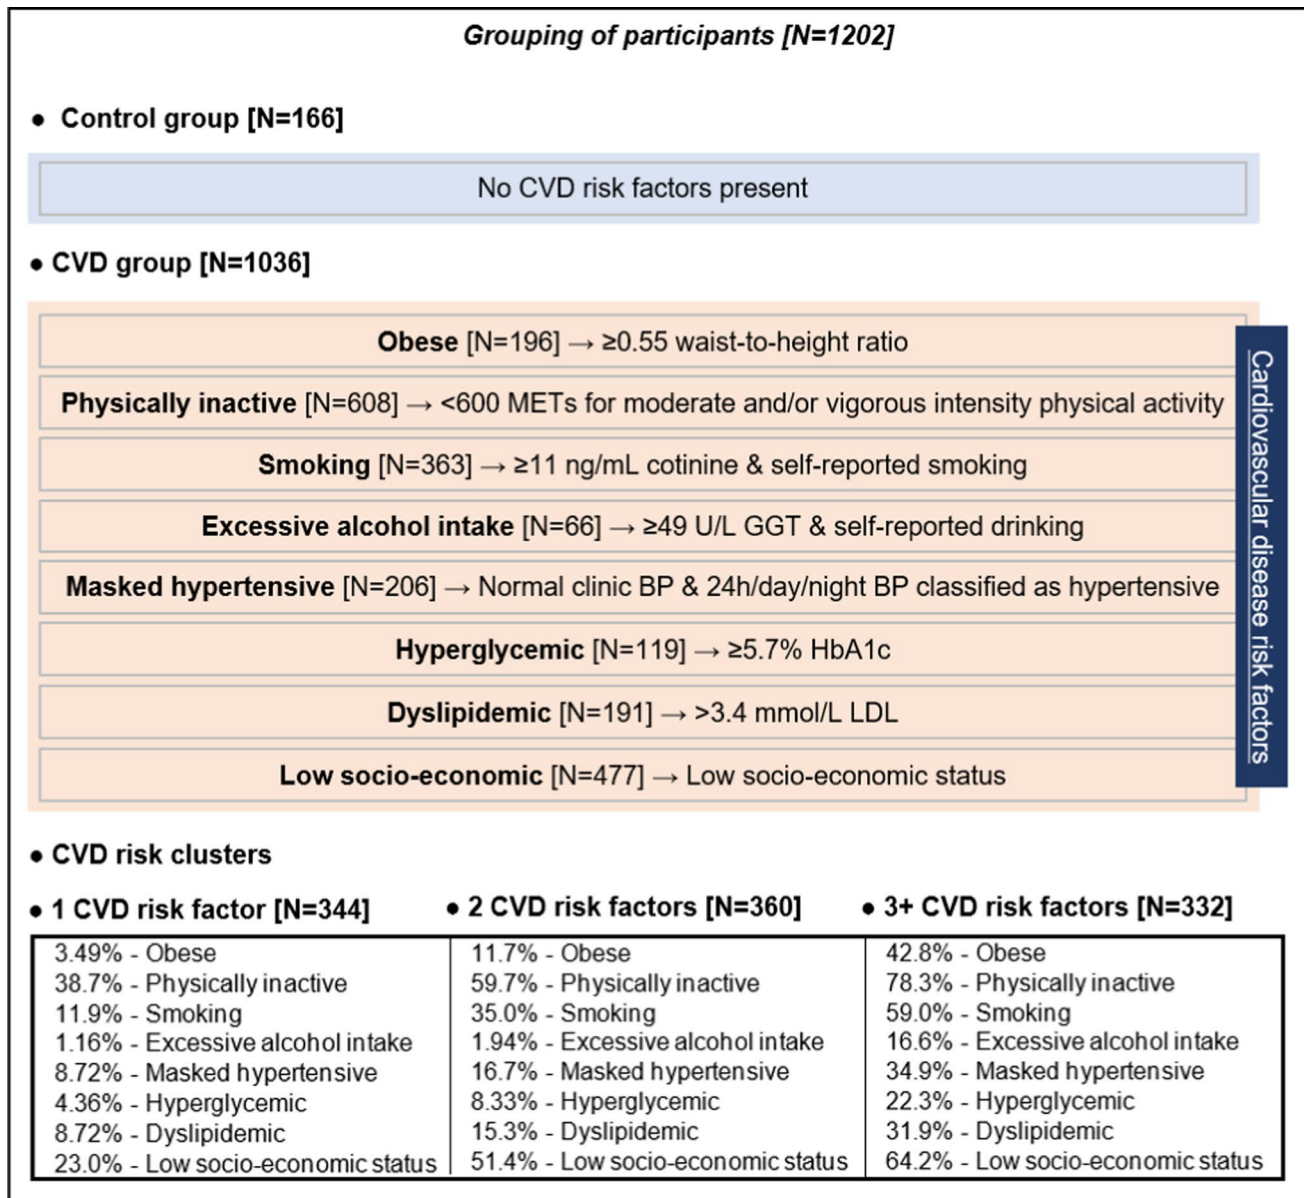 Grouping of participants [N=1202]
● Control group [N=166]
No CVD risk factors present
● CVD group [N=1036]
Obese [N=196] → ≥0.55 waist-to-height ratio
Physically inactive [N=608] → <600 METs for moderate and/or vigorous intensity physical activity
Smoking [N=363] → ≥11 ng/mL cotinine & self-reported smoking
Excessive alcohol intake [N=66] → ≥49 U/L GGT & self-reported drinking
Masked hypertensive [N=206] → Normal clinic BP & 24h/day/night BP classified as hypertensive
Hyperglycemic [N=119] → ≥5.7% HbA1c
Dyslipidemic [N=191] → >3.4 mmol/L LDL
Low socio-economic [N=477] → Low socio-economic status
Cardiovascular disease risk factors
● CVD risk clusters
● 1 CVD risk factor [N=344]
3.49% - Obese
38.7% - Physically inactive
11.9% - Smoking
1.16% - Excessive alcohol intake
8.72% - Masked hypertensive
4.36% - Hyperglycemic
8.72% - Dyslipidemic
23.0% - Low socio-economic status
● 2 CVD risk factors [N=360]
11.7% - Obese
59.7% - Physically inactive
35.0% - Smoking
1.94% - Excessive alcohol intake
16.7% - Masked hypertensive
8.33% - Hyperglycemic
15.3% - Dyslipidemic
51.4% - Low socio-economic status
● 3+ CVD risk factors [N=332]
42.8% - Obese
78.3% - Physically inactive
59.0% - Smoking
16.6% - Excessive alcohol intake
34.9% - Masked hypertensive
22.3% - Hyperglycemic
31.9% - Dyslipidemic
64.2% - Low socio-economic status